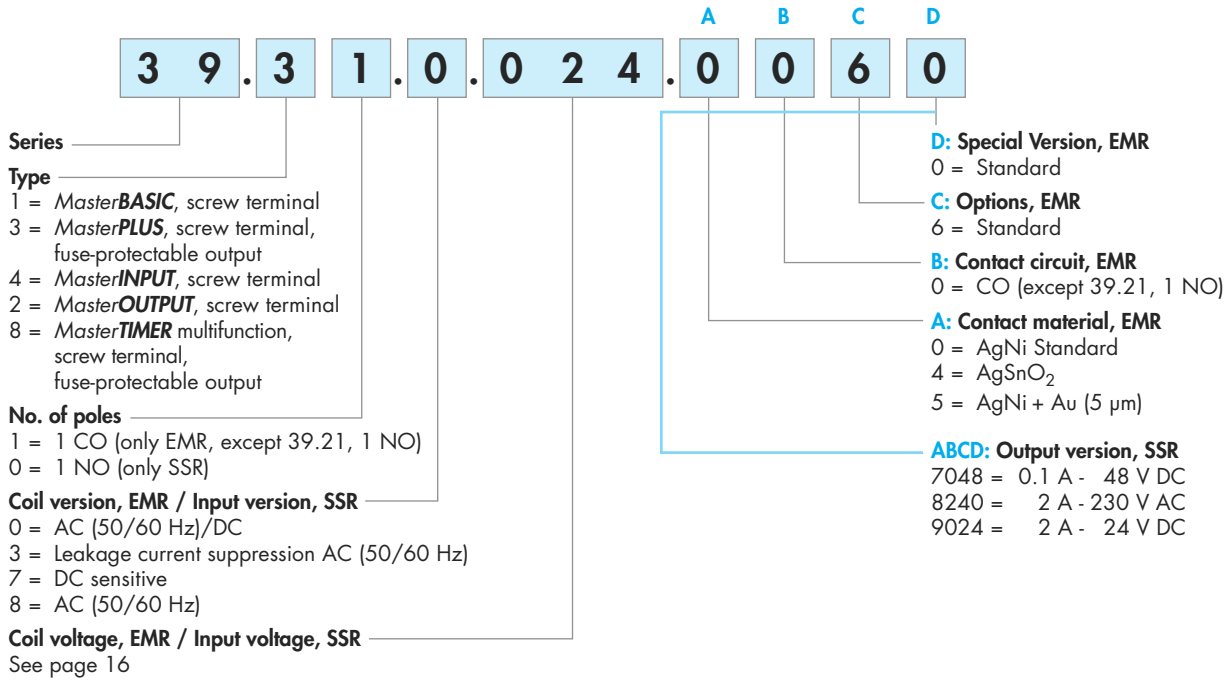 A B C D
3 9 . 3 1 . 0 . 0 2 4 . 0 0 6 0
Series
Type
1 = MasterBASIC, screw terminal
3 = MasterPLUS, screw terminal,
fuse-protectable output
4 = MasterINPUT, screw terminal
2 = MasterOUTPUT, screw terminal
8 = MasterTIMER multifunction,
screw terminal,
fuse-protectable output
No. of poles
1 = 1 CO (only EMR, except 39.21, 1 NO)
0 = 1 NO (only SSR)
Coil version, EMR / Input version, SSR
0 = AC (50/60 Hz)/DC
3 = Leakage current suppression AC (50/60 Hz)
7 = DC sensitive
8 = AC (50/60 Hz)
Coil voltage, EMR / Input voltage, SSR
See page 16
D: Special Version, EMR
0 = Standard
C: Options, EMR
6 = Standard
B: Contact circuit, EMR
0 = CO (except 39.21, 1 NO)
A: Contact material, EMR
0 = AgNi Standard
4 = AgSnO₂
5 = AgNi + Au (5 µm)
ABCD: Output version, SSR
7048 = 0.1 A - 48 V DC
8240 = 2 A - 230 V AC
9024 = 2 A - 24 V DC